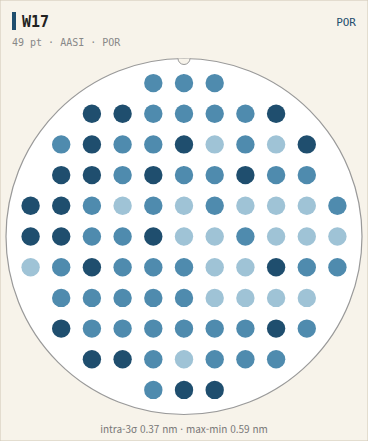 W17
POR
49 pt · AASI · POR
intra-3σ 0.37 nm · max-min 0.59 nm